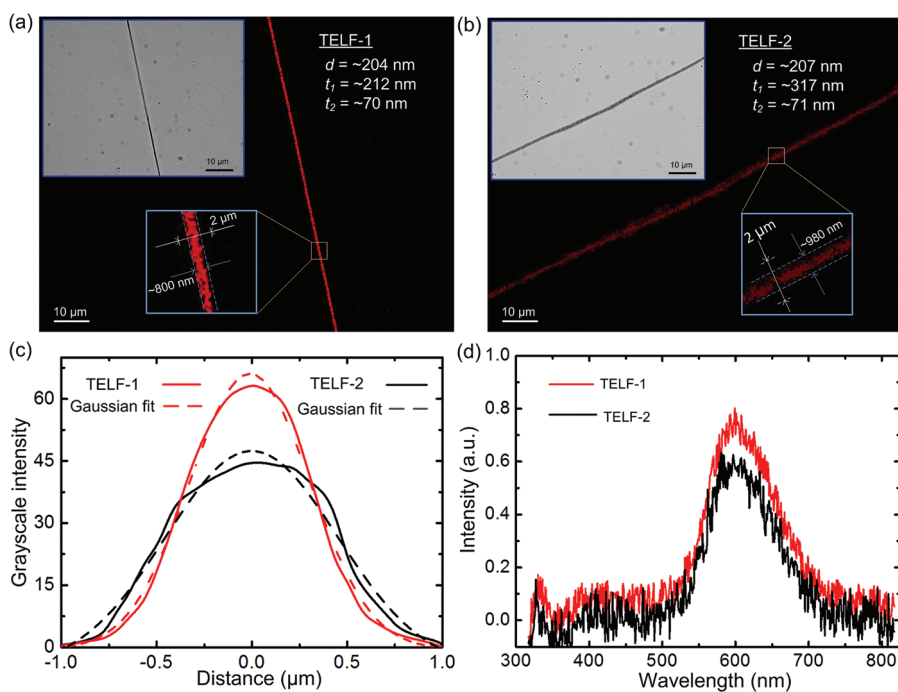 (a)
TELF-1
d = ~204 nm
t1 = ~212 nm
t2 = ~70 nm
10 µm
2 µm
~800 nm
10 µm
(b)
TELF-2
d = ~207 nm
t1 = ~317 nm
t2 = ~71 nm
10 µm
2 µm
~980 nm
10 µm
(c)
TELF-1
TELF-2
Gaussian fit
Gaussian fit
Grayscale intensity
60
45
30
15
0
-1.0
-0.5
0.0
0.5
1.0
Distance (µm)
(d)
TELF-1
TELF-2
Intensity (a.u.)
1.0
0.8
0.6
0.4
0.2
0.0
300
400
500
600
700
800
Wavelength (nm)